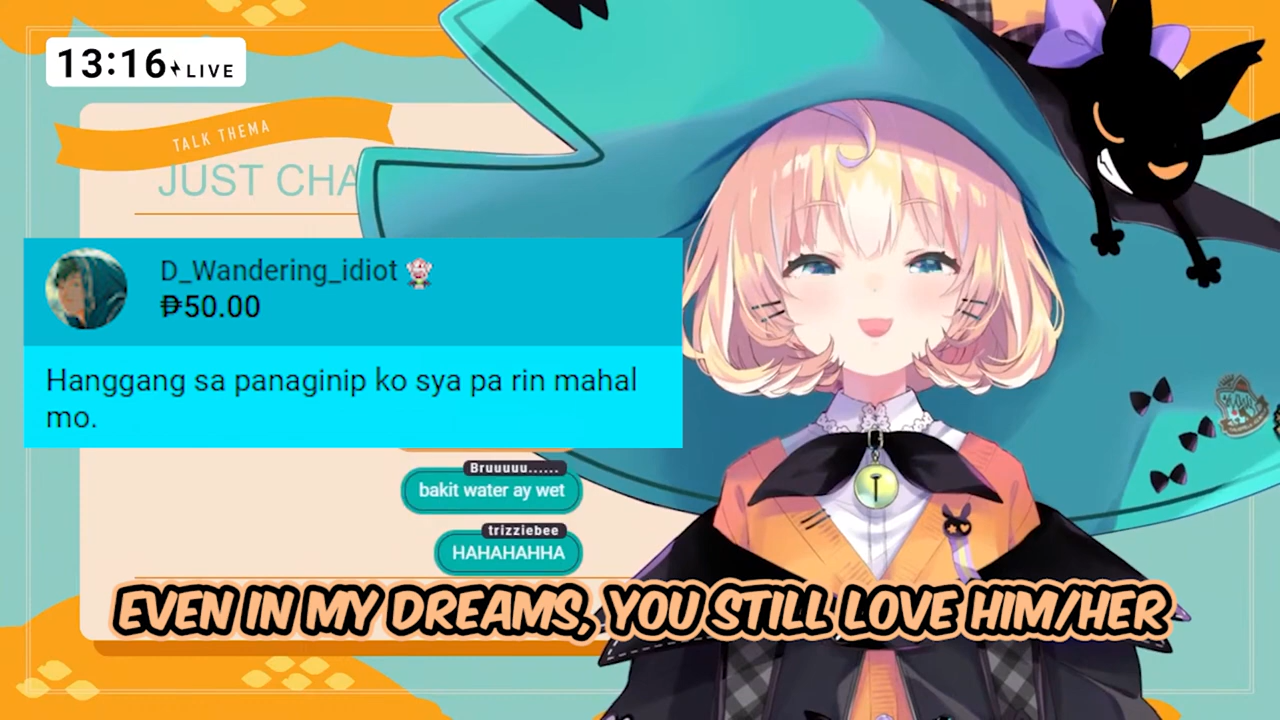 13:16 LIVE
TALK THEMA
JUST CHA
D_Wandering_idiot
₱50.00
Hanggang sa panaginip ko sya pa rin mahal
mo.
Bruuuuu......
bakit water ay wet
trizziebee
HAHAHAHHA
EVEN IN MY DREAMS, YOU STILL LOVE HIM/HER